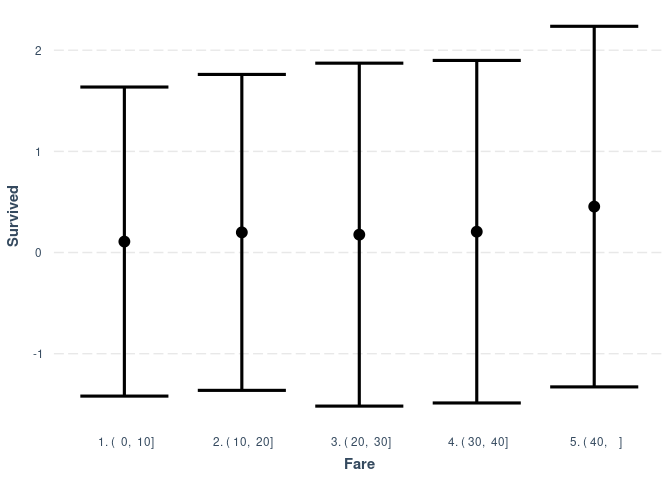 2
1
0
-1
Survived
1. ( 0, 10]
2. ( 10, 20]
3. ( 20, 30]
4. ( 30, 40]
5. ( 40, ]
Fare